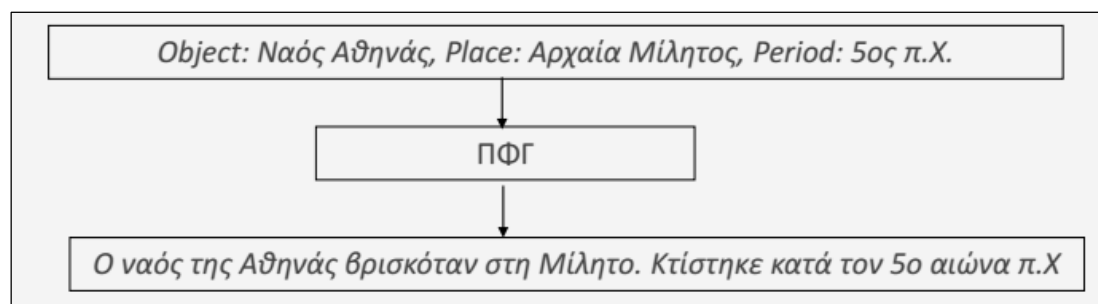 Object: Ναός Αθηνάς, Place: Αρχαία Μίλητος, Period: 5ος π.Χ.
ΠΦΓ
Ο ναός της Αθηνάς βρισκόταν στη Μίλητο. Κτίστηκε κατά τον 5ο αιώνα π.Χ